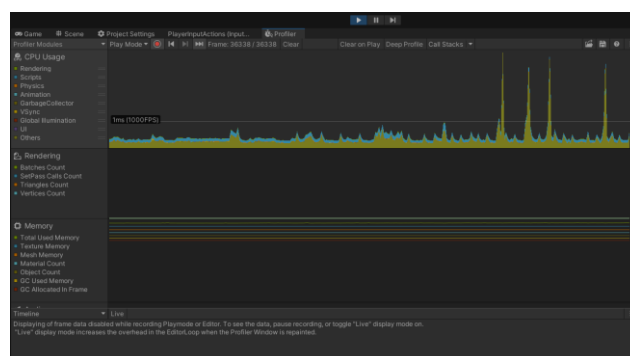 Game Scene Project Settings PlayerInputActions (Input... Profiler
Profiler Modules Play Mode Frame: 36338 / 36338 Clear Clear on Play Deep Profile Call Stacks
CPU Usage
Rendering
Scripts
Physics
Animation
GarbageCollector
VSync
Global Illumination
UI
Others
1ms (1000FPS)
Rendering
Batches Count
SetPass Calls Count
Triangles Count
Vertices Count
Memory
Total Used Memory
Texture Memory
Mesh Memory
Material Count
Object Count
GC Used Memory
GC Allocated In Frame
Timeline Live
Displaying of frame data disabled while recording Playmode or Editor. To see the data, pause recording, or toggle "Live" display mode on.
"Live" display mode increases the overhead in the EditorLoop when the Profiler Window is repainted.